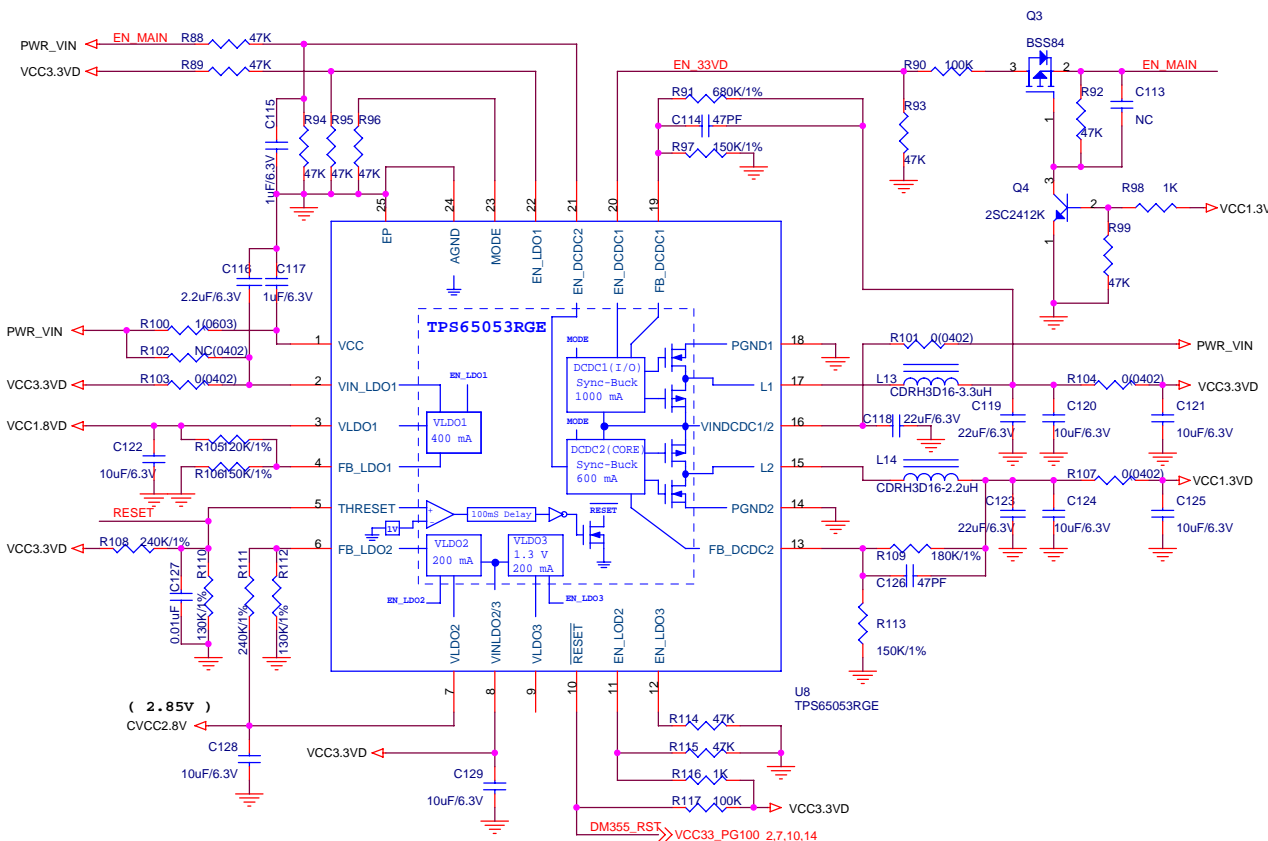 Q3
BSS84
PWR_VIN
EN_MAIN
R88
47K
VCC3.3VD
R89
47K
EN_33VD
R90
100K
3
2
1
EN_MAIN
R91
680K/1%
C114
47PF
R97
150K/1%
R93
47K
R92
47K
C113
NC
C115
1uF/6.3V
R94
47K
R95
47K
R96
47K
Q4
2SC2412K
3
2
1
R98
1K
VCC1.3V
R99
47K
25
24
23
22
21
20
19
EP
AGND
MODE
EN_LDO1
EN_DCDC2
EN_DCDC1
FB_DCDC1
C116
2.2uF/6.3V
C117
1uF/6.3V
PWR_VIN
R100
1(0603)
R102
NC(0402)
VCC3.3VD
R103
0(0402)
VCC1.8VD
C122
10uF/6.3V
R105
120K/1%
R106
150K/1%
RESET
VCC3.3VD
R108
240K/1%
C127
0.01uF
R110
130K/1%
R111
240K/1%
R112
130K/1%
1
VCC
2
VIN_LDO1
3
VLDO1
4
FB_LDO1
5
THRESET
6
FB_LDO2
TPS65053RGE
EN_LDO1
VLDO1
400 mA
MODE
DCDC1(I/O)
Sync-Buck
1000 mA
MODE
DCDC2(CORE)
Sync-Buck
600 mA
+
-
1V
100mS Delay
RESET
VLDO2
200 mA
VLDO3
1.3 V
200 mA
EN_LDO2
EN_LDO3
PGND1
18
L1
17
VINDCDC1/2
16
L2
15
PGND2
14
FB_DCDC2
13
R101
0(0402)
PWR_VIN
L13
CDRH3D16-3.3uH
R104
0(0402)
VCC3.3VD
C118
22uF/6.3V
C119
22uF/6.3V
C120
10uF/6.3V
C121
10uF/6.3V
L14
CDRH3D16-2.2uH
R107
0(0402)
VCC1.3VD
C123
22uF/6.3V
C124
10uF/6.3V
C125
10uF/6.3V
R109
180K/1%
C126
47PF
R113
150K/1%
VLDO2
VINLDO2/3
VLDO3
RESET
EN_LOD2
EN_LDO3
7
8
9
10
11
12
U8
TPS65053RGE
( 2.85V )
CVCC2.8V
C128
10uF/6.3V
VCC3.3VD
C129
10uF/6.3V
R114
47K
R115
47K
R116
1K
R117
100K
VCC3.3VD
DM355_RST
VCC33_PG100 2,7,10,14